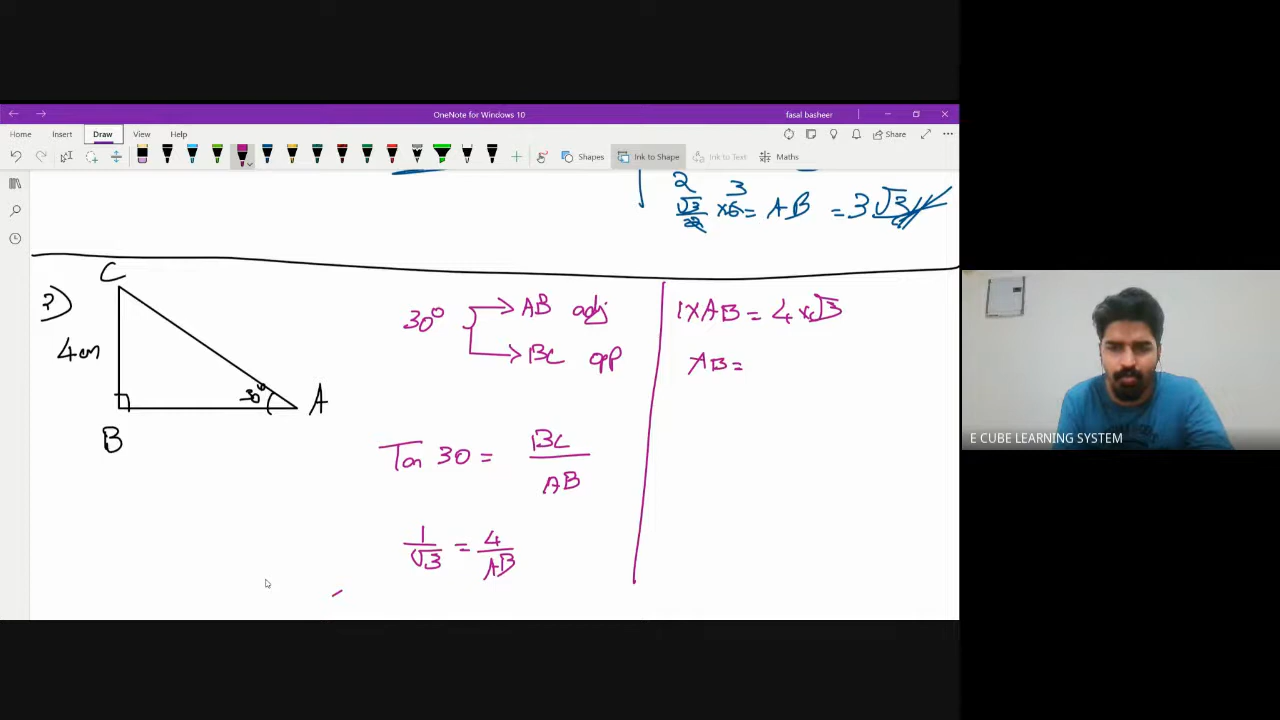 OneNote for Windows 10
fasal basheer
Home Insert Draw View Help
Share
Shapes
Ink to Shape
Ink to Text
Maths
2
√3/2 × 6 = AB = 3√3
3
C
?)
4cm
30°
A
B
30° → AB adj
→ BC opp
Tan 30 = BC/AB
1/√3 = 4/AB
1×AB = 4×√3
AB =
E CUBE LEARNING SYSTEM